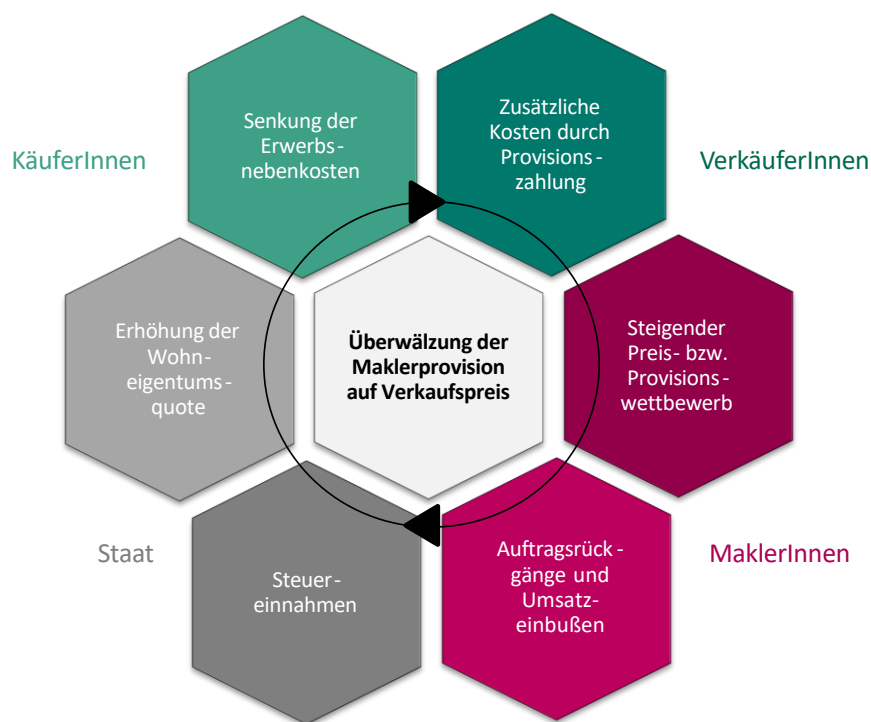 Senkung der
Erwerbs-
nebenkosten
Zusätzliche
Kosten durch
Provisions-
zahlung
KäuferInnen
VerkäuferInnen
Erhöhung der
Wohn-
eigentums-
quote
Überwälzung der
Maklerprovision
auf Verkaufspreis
Steigender
Preis- bzw.
Provisions-
wettbewerb
Staat
Steuer-
einnahmen
Auftragsrück-
gänge und
Umsatz-
einbußen
MaklerInnen